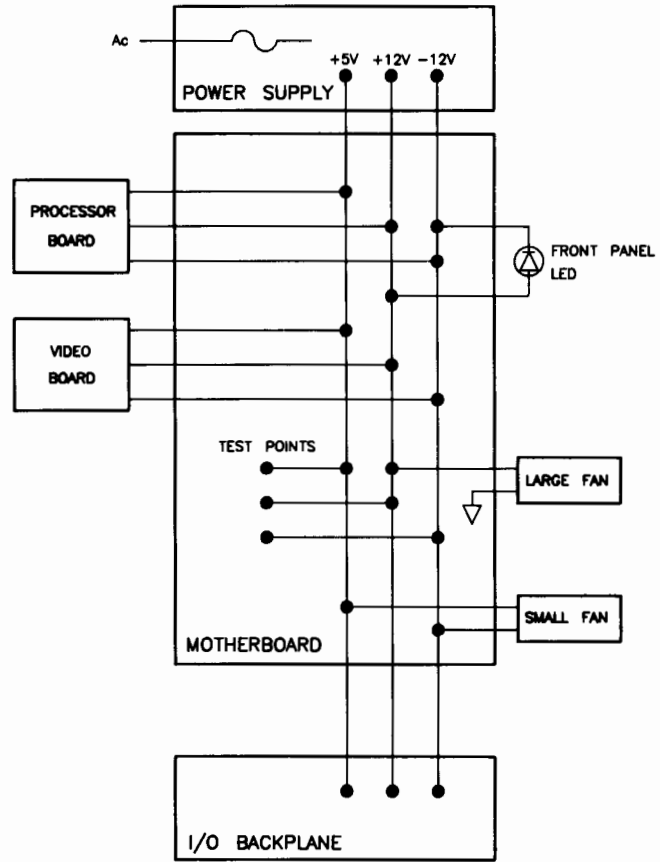 Ac
+5V +12V -12V
POWER SUPPLY
PROCESSOR
BOARD
FRONT PANEL
LED
VIDEO
BOARD
TEST POINTS
LARGE FAN
SMALL FAN
MOTHERBOARD
I/O BACKPLANE